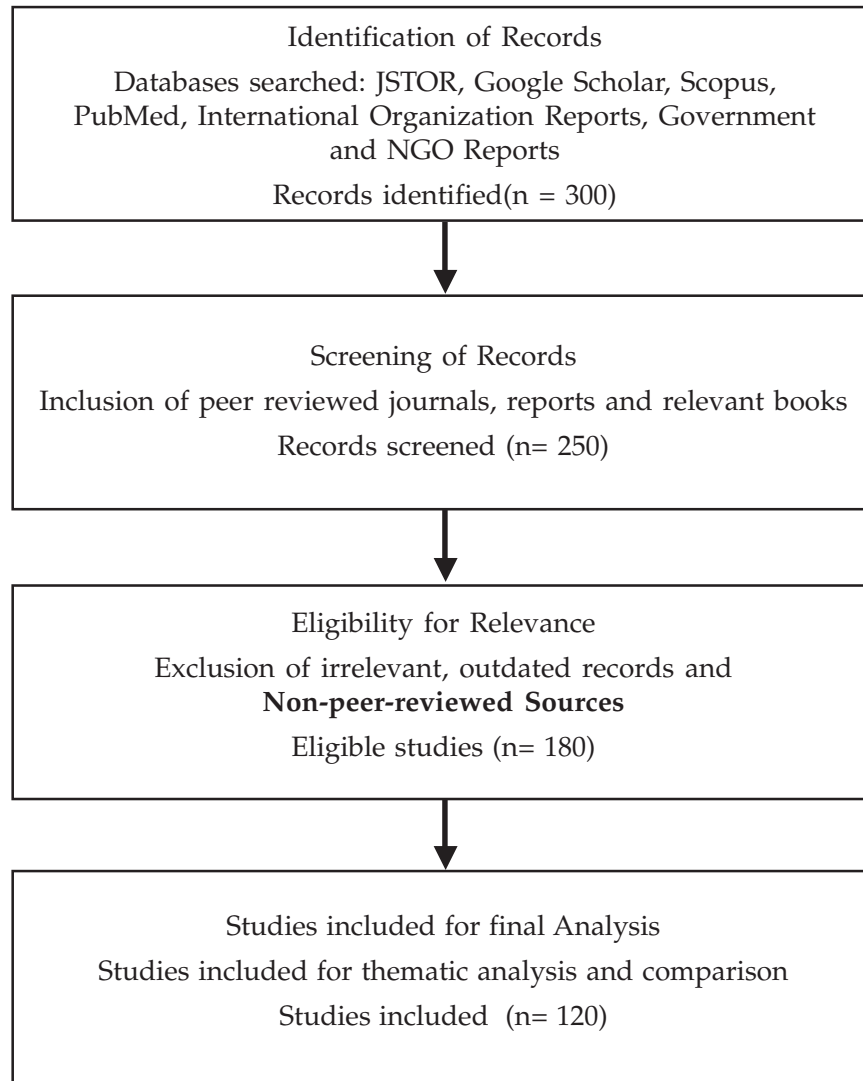 Identification of Records
Databases searched: JSTOR, Google Scholar, Scopus,
PubMed, International Organization Reports, Government
and NGO Reports
Records identified(n = 300)
Screening of Records
Inclusion of peer reviewed journals, reports and relevant books
Records screened (n= 250)
Eligibility for Relevance
Exclusion of irrelevant, outdated records and
Non-peer-reviewed Sources
Eligible studies (n= 180)
Studies included for final Analysis
Studies included for thematic analysis and comparison
Studies included (n= 120)